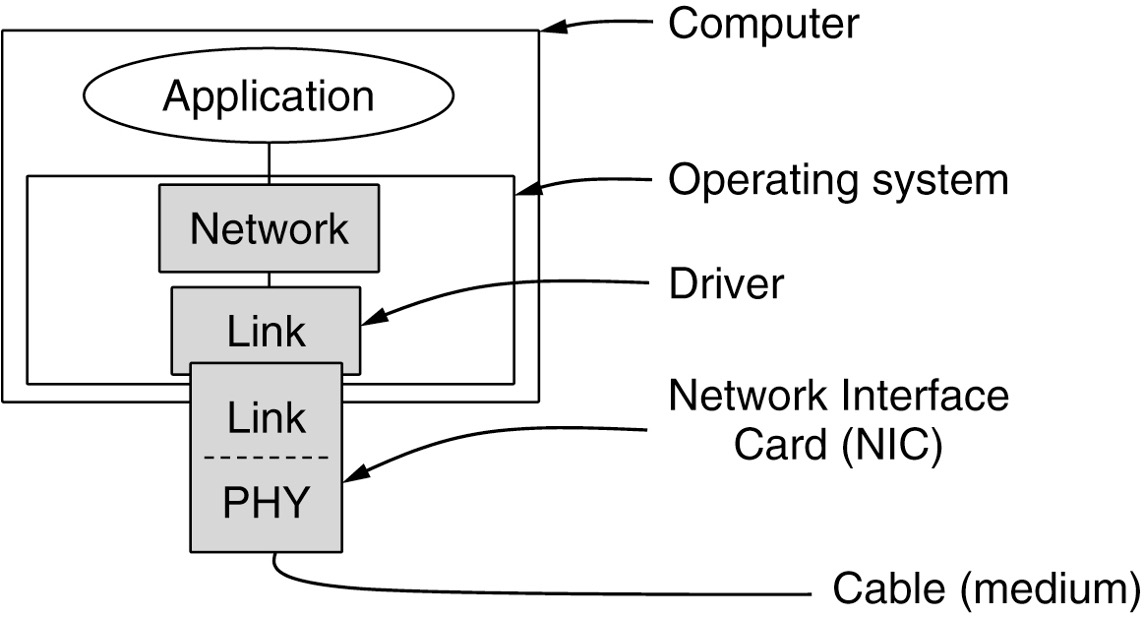 Computer
Application
Operating system
Network
Driver
Link
Network Interface
Card (NIC)
Link
PHY
Cable (medium)